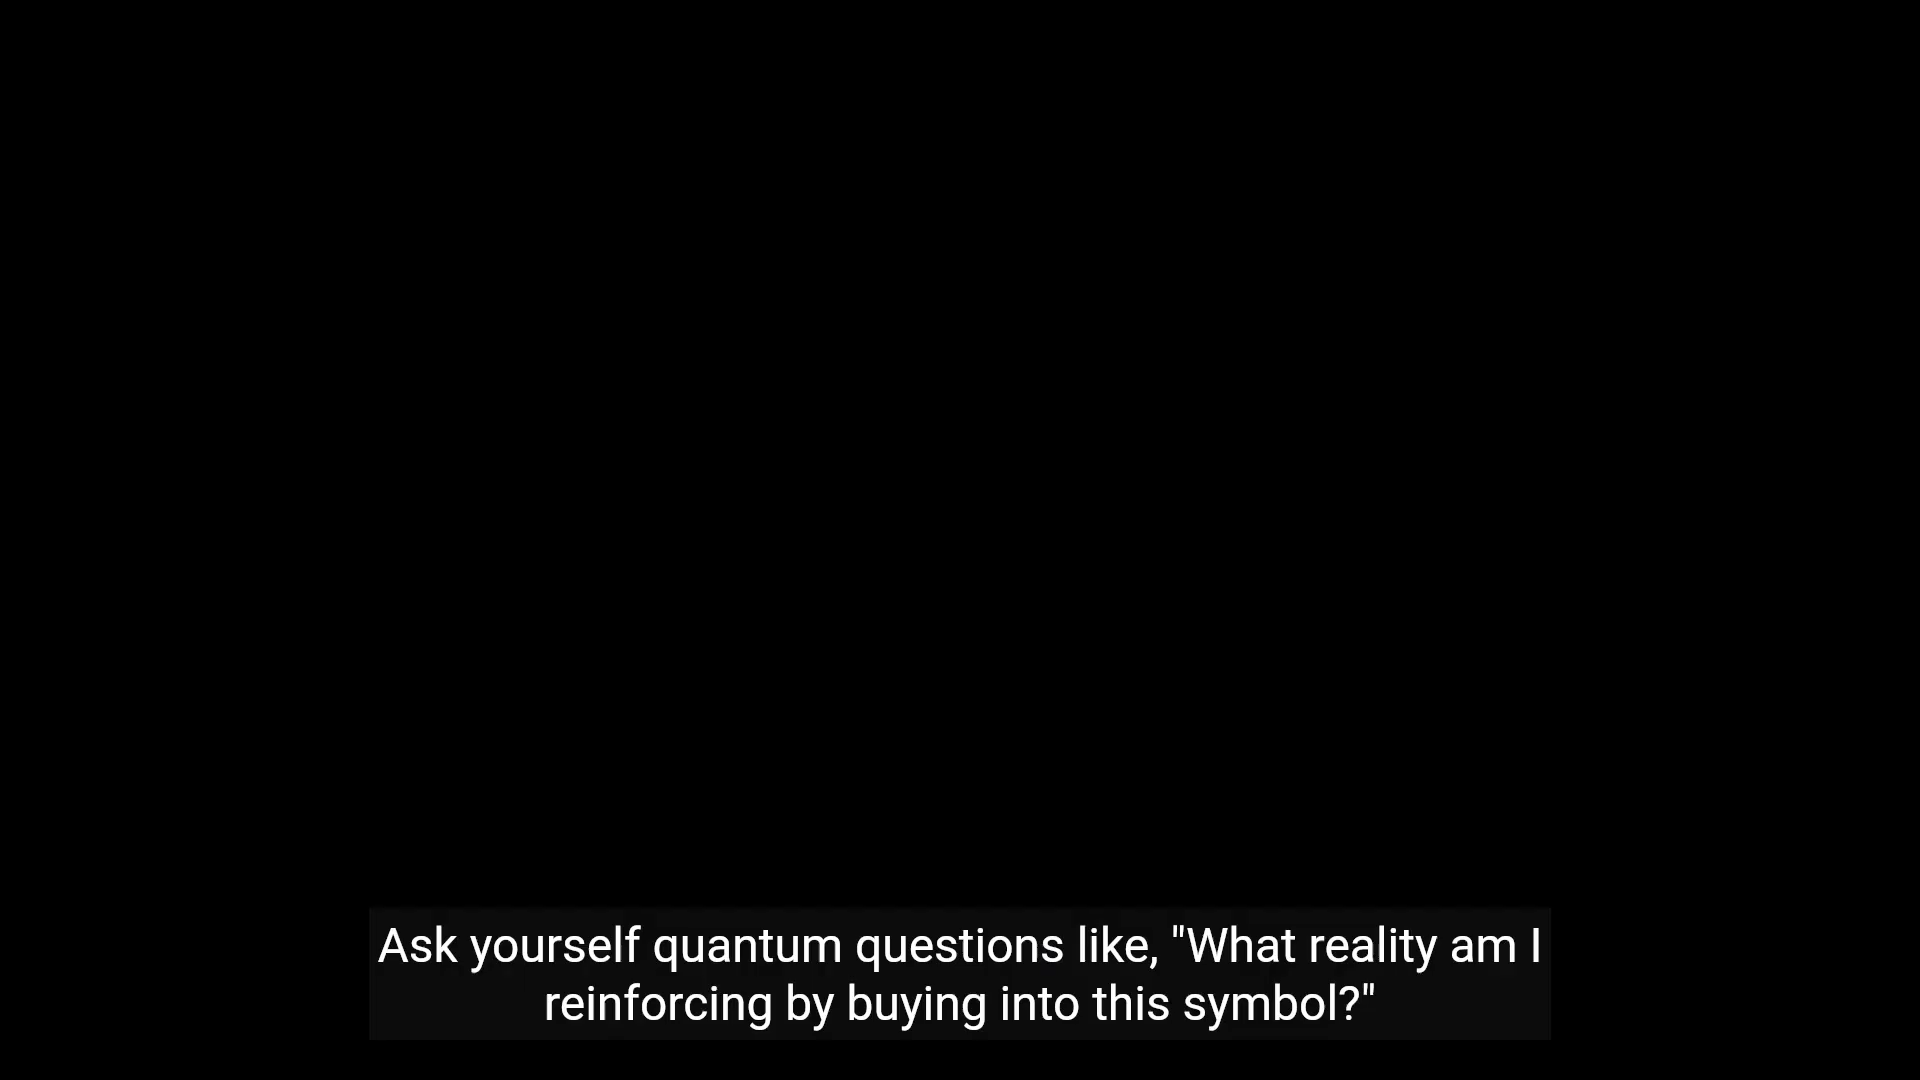 Ask yourself quantum questions like, "What reality am I
reinforcing by buying into this symbol?"